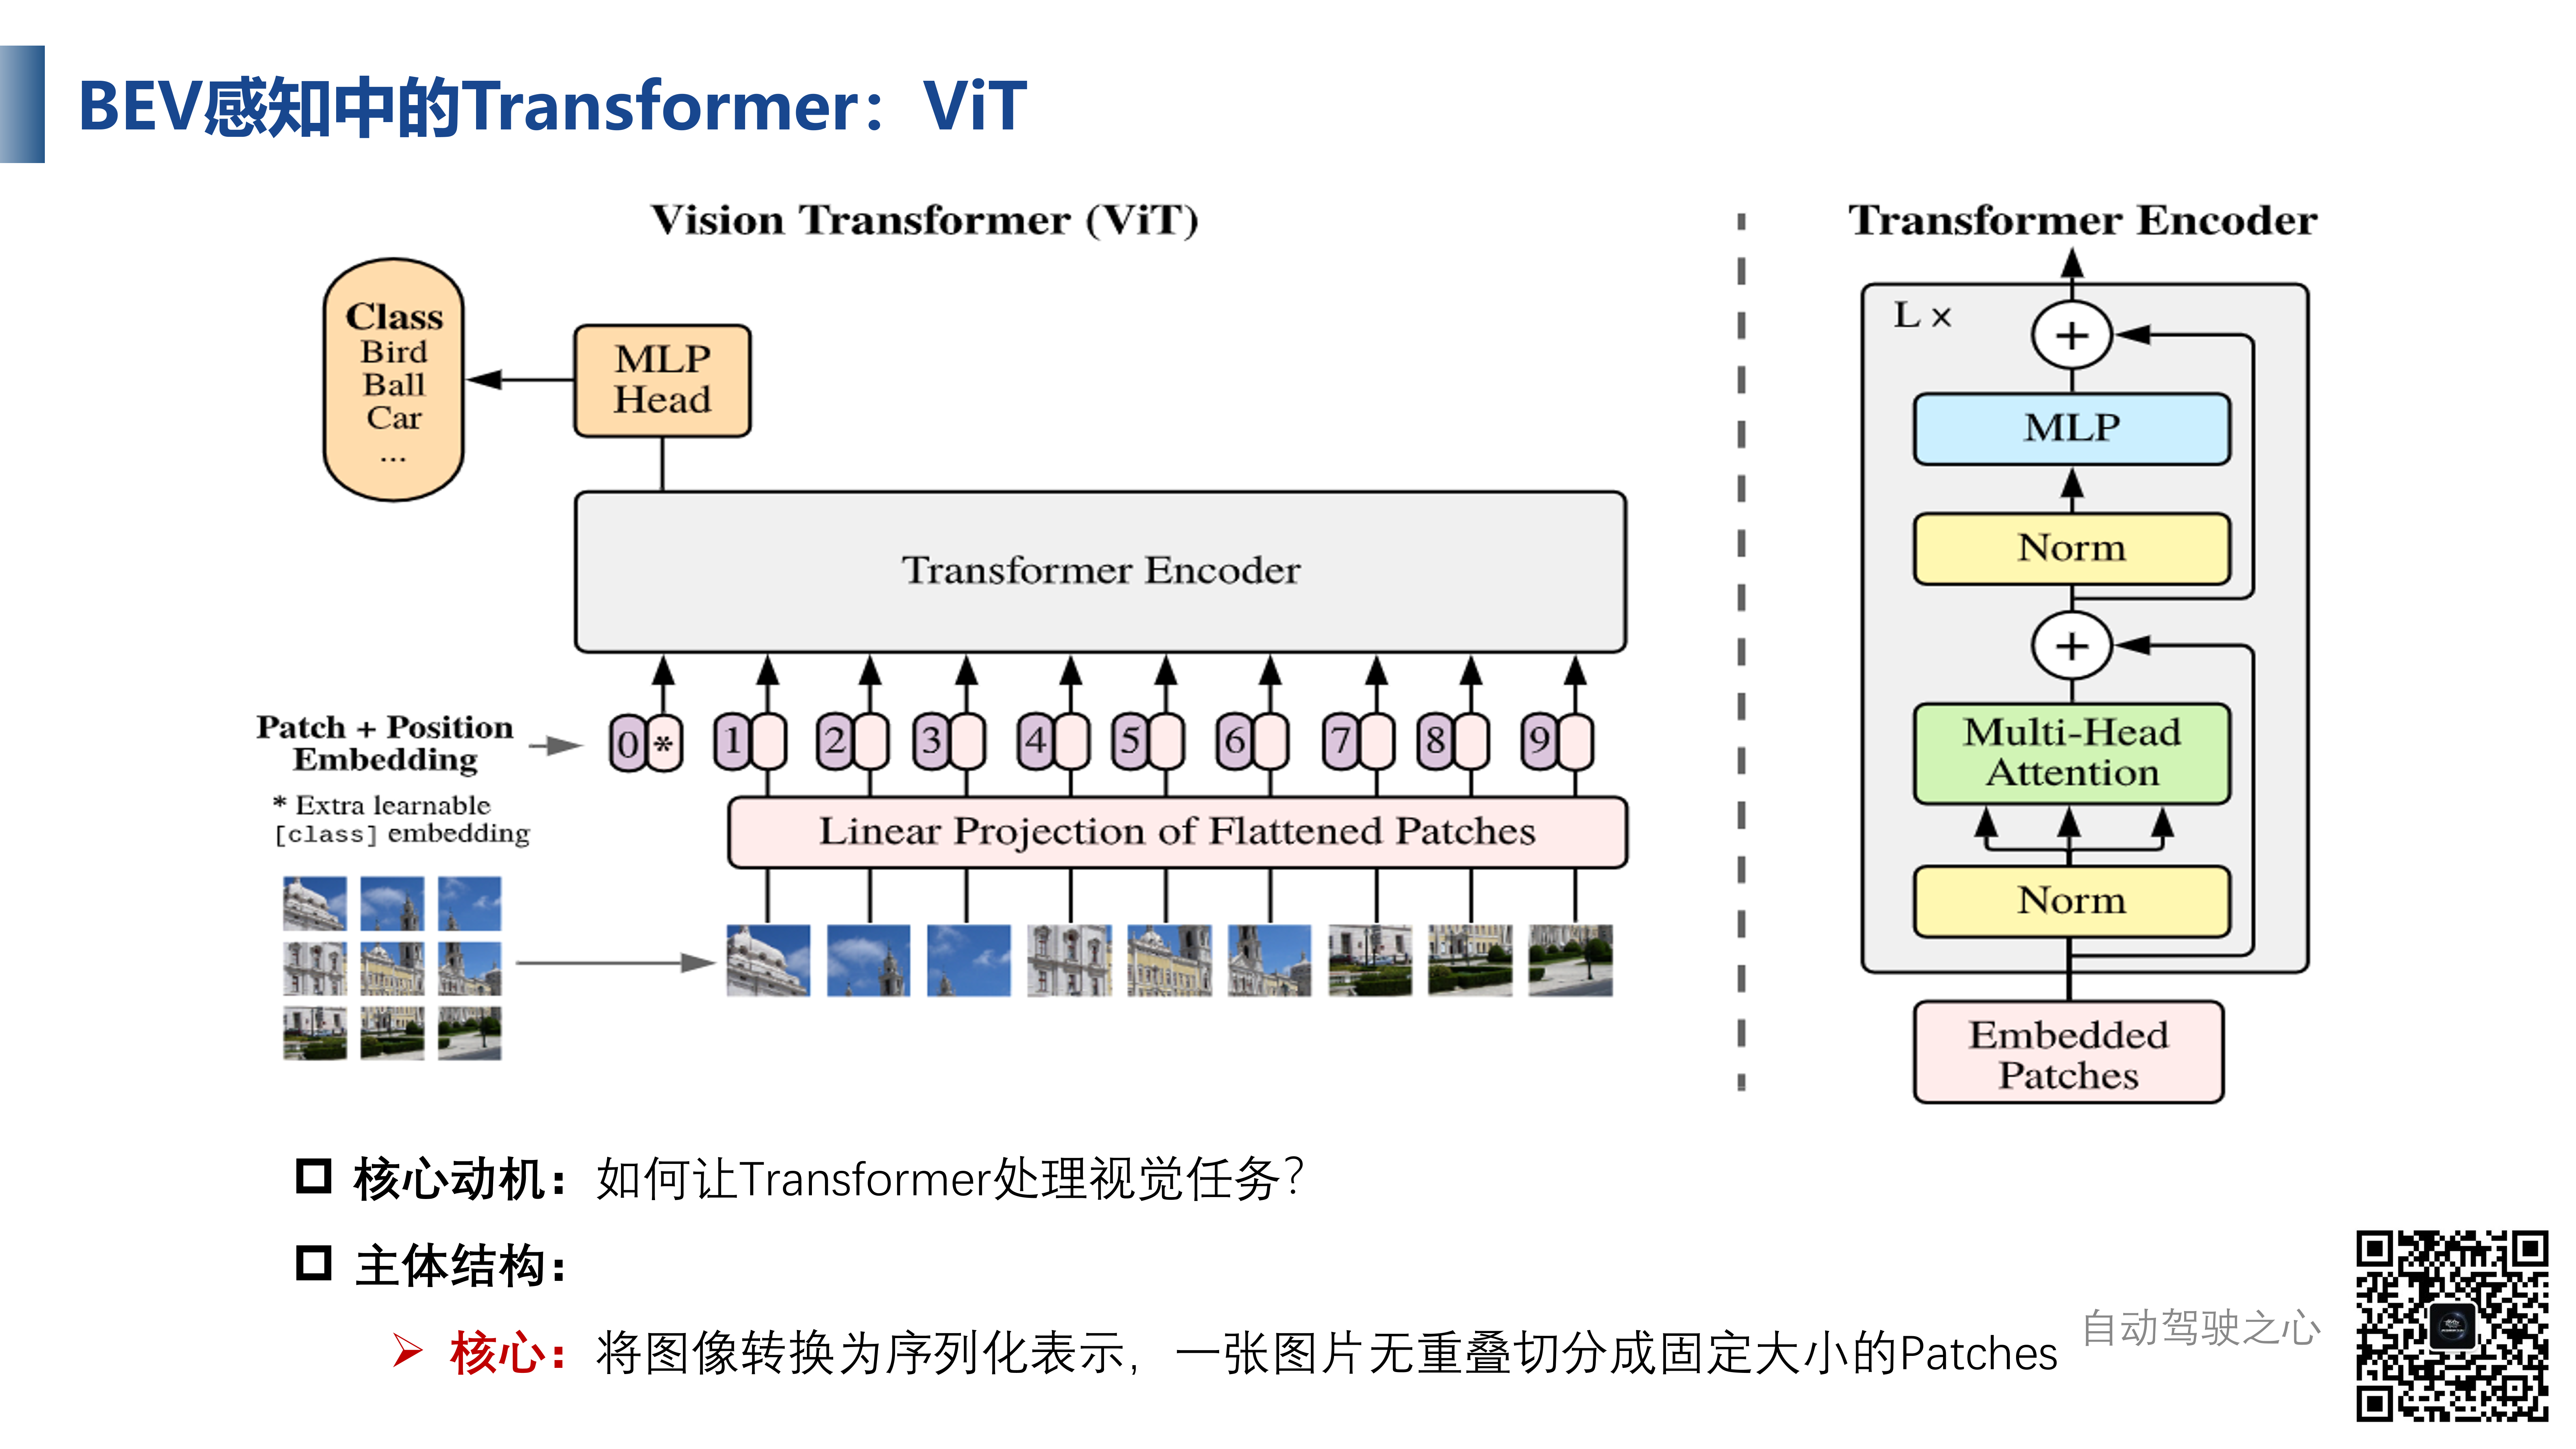 BEV感知中的Transformer：ViT
Vision Transformer (ViT)
Class
Bird
Ball
Car
...
MLP
Head
Transformer Encoder
Patch + Position
Embedding
* Extra learnable
[class] embedding
0 * 1 2 3 4 5 6 7 8 9
Linear Projection of Flattened Patches
Transformer Encoder
L ×
+
MLP
Norm
+
Multi-Head
Attention
Norm
Embedded
Patches
核心动机：如何让Transformer处理视觉任务？
主体结构：
核心：将图像转换为序列化表示，一张图片无重叠切分成固定大小的Patches
自动驾驶之心